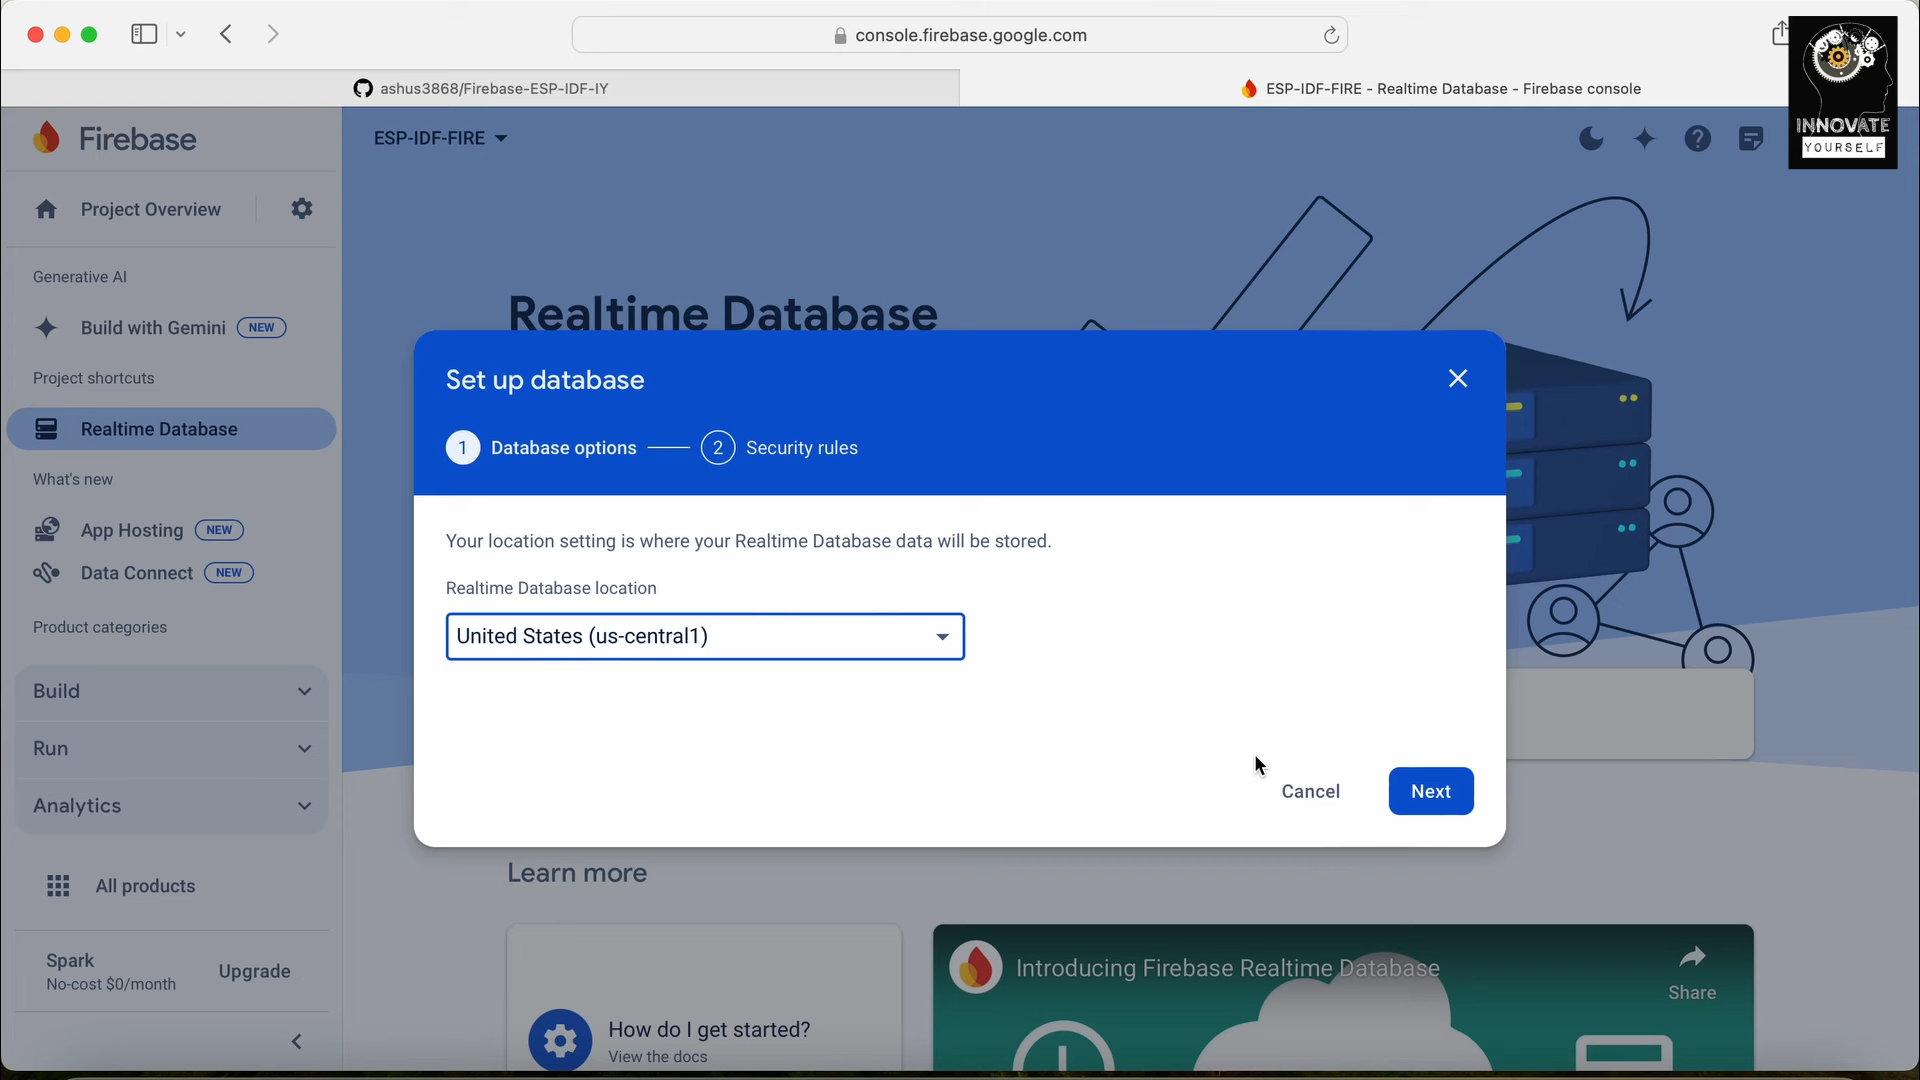 console.firebase.google.com
ashus3868/Firebase-ESP-IDF-IY
ESP-IDF-FIRE - Realtime Database - Firebase console
INNOVATE
YOURSELF
Firebase
ESP-IDF-FIRE
Project Overview
Generative AI
Build with Gemini NEW
Project shortcuts
Realtime Database
What's new
App Hosting NEW
Data Connect NEW
Product categories
Build
Run
Analytics
All products
Spark
No-cost $0/month
Upgrade
Realtime Database
Set up database
1 Database options
2 Security rules
Your location setting is where your Realtime Database data will be stored.
Realtime Database location
United States (us-central1)
Cancel
Next
Learn more
How do I get started?
View the docs
Introducing Firebase Realtime Database
Share